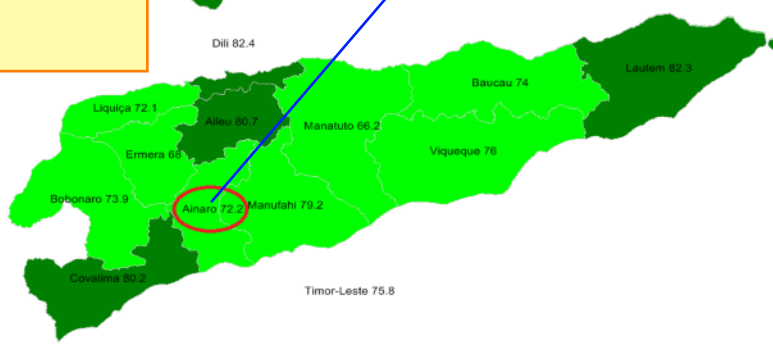 Dili 82.4
Lautem 82.3
Baucau 74
Liquiça 72.1
Aileu 80.7
Manatuto 66.2
Ermera 68
Viqueque 76
Bobonaro 73.9
Ainaro 72.2
Manufahi 79.2
Covalima 80.2
Timor-Leste 75.8